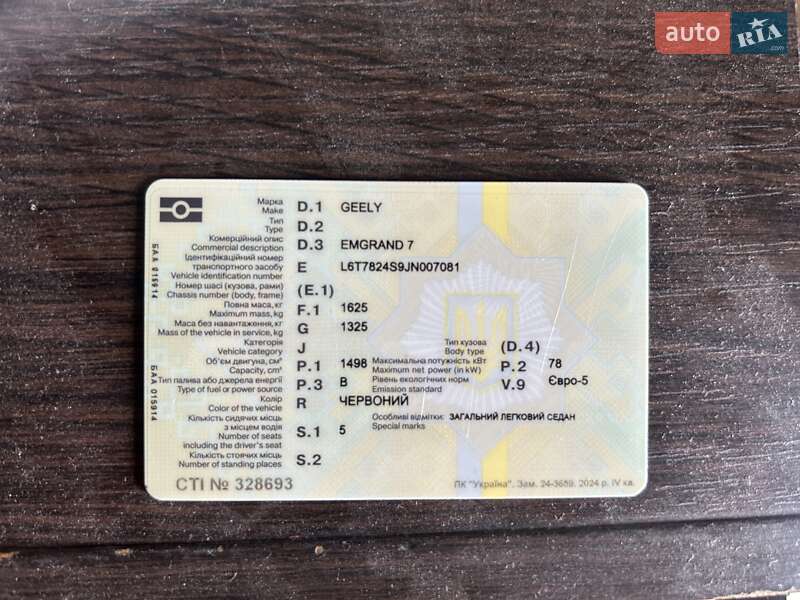 auto RIA .com
Марка
Make D.1 GEELY
Тип
Type D.2
Комерційний опис
Commercial description D.3 EMGRAND 7
Ідентифікаційний номер
транспортного засобу E L6T7824S9JN007081
Vehicle identification number
Номер шасі (кузова, рами)
Chassis number (body, frame) (E.1)
Повна маса, кг
Maximum mass, kg F.1 1625
Маса без навантаження, кг
Mass of the vehicle in service, kg G 1325
Категорія
Vehicle category J
Тип кузова
Body type (D.4)
Об'єм двигуна, см³
Capacity, cm³ P.1 1498
Максимальна потужність кВт
Maximum net. power (in kW) P.2 78
Тип палива або джерела енергії
Type of fuel or power source P.3 B
Рівень екологічних норм
Emission standard V.9 Євро-5
Колір
Color of the vehicle R ЧЕРВОНИЙ
Кількість сидячих місць
з місцем водія
Number of seats S.1 5
including the driver's seat
Особливі відмітки: ЗАГАЛЬНИЙ ЛЕГКОВИЙ СЕДАН
Special marks
Кількість стоячих місць
Number of standing places S.2
СТІ № 328693
ПК "Україна". Зам. 24-3659. 2024 р. IV кв.
БАА 015914
БАА 015914